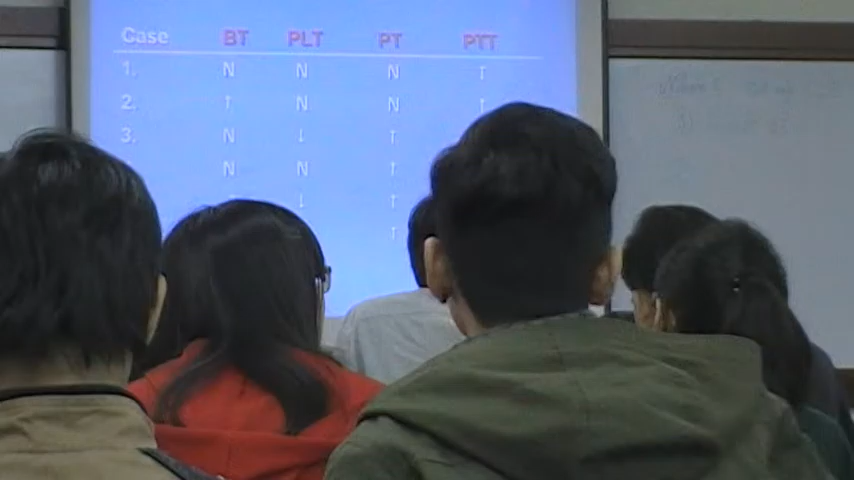 Case BT PLT PT PTT
1. N N N ↑
2. ↑ N N ↑
3. N ↓ ↑
N N ↑
↓ ↑
↑